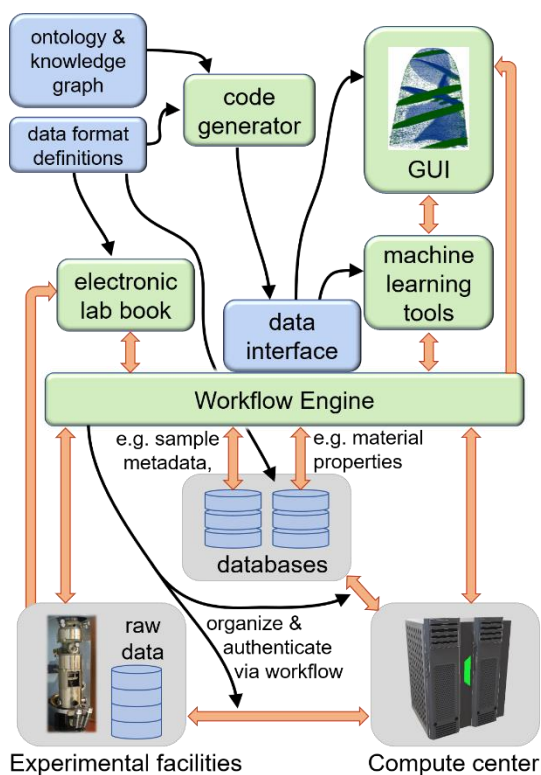 ontology &
knowledge
graph
code
generator
data format
definitions
GUI
electronic
lab book
machine
learning
tools
data
interface
Workflow Engine
e.g. sample
metadata,
e.g. material
properties
databases
raw
data
organize &
authenticate
via workflow
Experimental facilities
Compute center